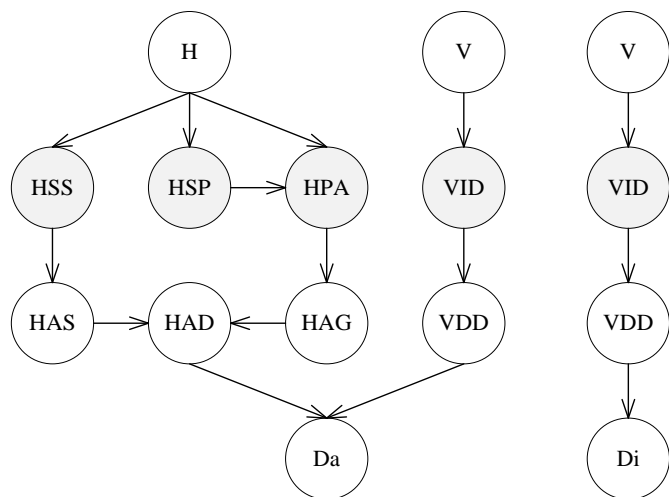 H V V
HSS HSP HPA VID VID
HAS HAD HAG VDD VDD
Da Di